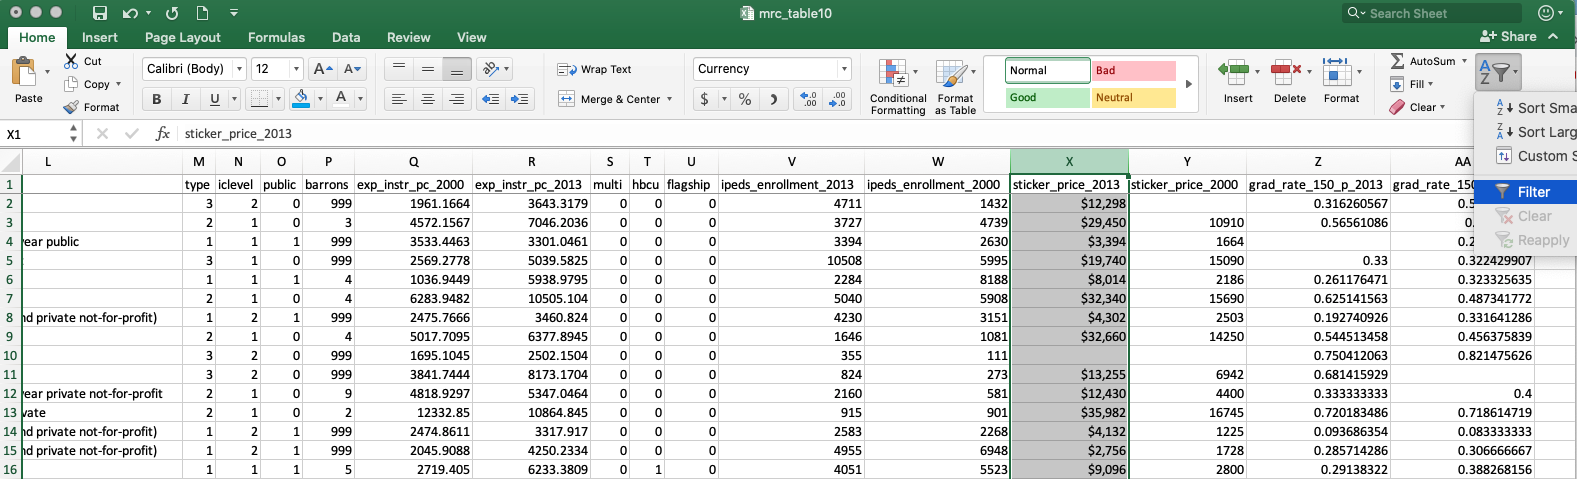 mrc_table10
Search Sheet
Home Insert Page Layout Formulas Data Review View
Share
Paste
Cut
Copy
Format
Calibri (Body) 12 A A
B I U A
Wrap Text
Merge & Center
Currency
$ % .00 .00
Conditional Formatting
Format as Table
Normal Bad
Good Neutral
Insert Delete Format
AutoSum
Fill
Clear
Sort Sma
Sort Larg
Custom S
Filter
Clear
Reapply
X1 fx sticker_price_2013
L M N O P Q R S T U V W X Y Z AA
1 type iclevel public barrons exp_instr_pc_2000 exp_instr_pc_2013 multi hbcu flagship ipeds_enrollment_2013 ipeds_enrollment_2000 sticker_price_2013 sticker_price_2000 grad_rate_150_p_2013 grad_rate_150
2 3 2 0 999 1961.1664 3643.3179 0 0 0 4711 1432 $12,298 0.316260567 0.5
3 2 1 0 3 4572.1567 7046.2036 0 0 0 3727 4739 $29,450 10910 0.56561086 0.
4 ear public 1 1 1 999 3533.4463 3301.0461 0 0 0 3394 2630 $3,394 1664 0.2
5 3 1 0 999 2569.2778 5039.5825 0 0 0 10508 5995 $19,740 15090 0.33 0.322429907
6 1 1 1 4 1036.9449 5938.9795 0 0 0 2284 8188 $8,014 2186 0.261176471 0.323325635
7 2 1 0 4 6283.9482 10505.104 0 0 0 5040 5908 $32,340 15690 0.625141563 0.487341772
8 nd private not-for-profit) 1 2 1 999 2475.7666 3460.824 0 0 0 4230 3151 $4,302 2503 0.192740926 0.331641286
9 2 1 0 4 5017.7095 6377.8945 0 0 0 1646 1081 $32,660 14250 0.544513458 0.456375839
10 3 2 0 999 1695.1045 2502.1504 0 0 0 355 111 0.750412063 0.821475626
11 3 2 0 999 3841.7444 8173.1704 0 0 0 824 273 $13,255 6942 0.681415929
12 year private not-for-profit 2 1 0 9 4818.9297 5347.0464 0 0 0 2160 581 $12,430 4400 0.333333333 0.4
13 vate 2 1 0 2 12332.85 10864.845 0 0 0 915 901 $35,982 16745 0.720183486 0.718614719
14 nd private not-for-profit) 1 2 1 999 2474.8611 3317.917 0 0 0 2583 2268 $4,132 1225 0.093686354 0.083333333
15 nd private not-for-profit) 1 2 1 999 2045.9088 4250.2334 0 0 0 4955 6948 $2,756 1728 0.285714286 0.306666667
16 1 1 1 5 2719.405 6233.3809 0 1 0 4051 5523 $9,096 2800 0.29138322 0.388268156